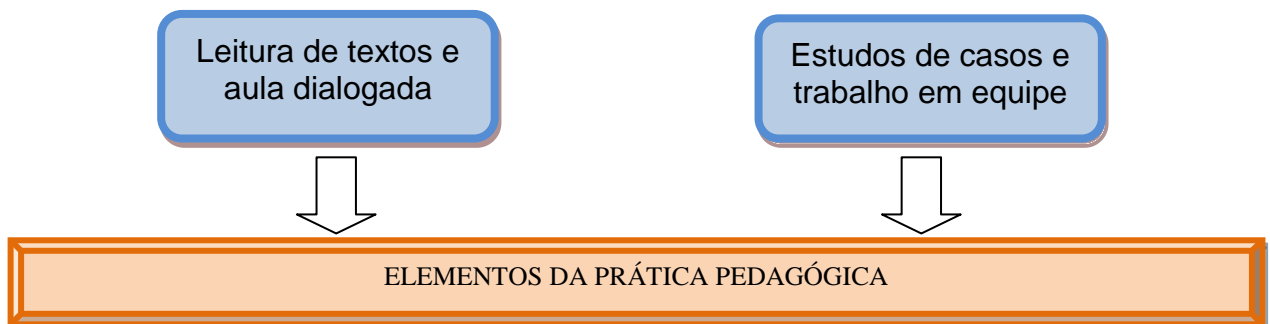 Leitura de textos e
aula dialogada
Estudos de casos e
trabalho em equipe
ELEMENTOS DA PRÁTICA PEDAGÓGICA